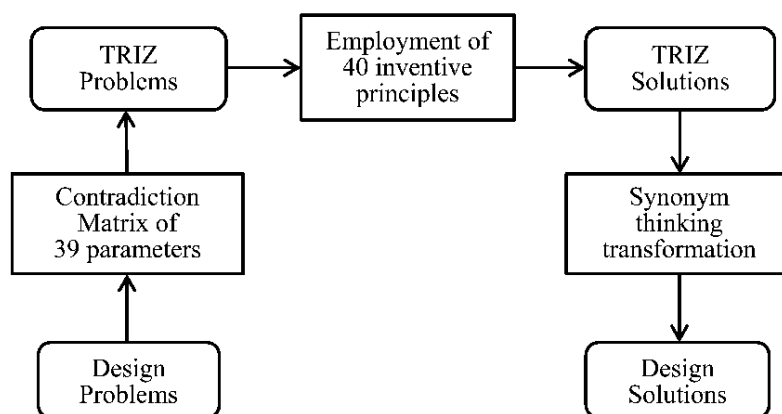 TRIZ
Problems
Employment of
40 inventive
principles
TRIZ
Solutions
Contradiction
Matrix of
39 parameters
Synonym
thinking
transformation
Design
Problems
Design
Solutions